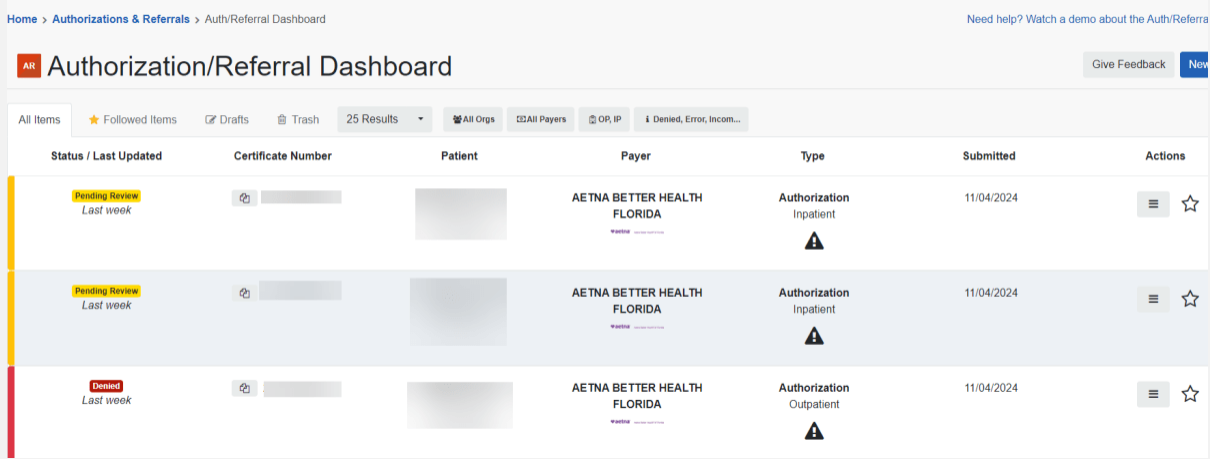 Home > Authorizations & Referrals > Auth/Referral Dashboard
Need help? Watch a demo about the Auth/Referra
AR Authorization/Referral Dashboard
Give Feedback
New
All Items
Followed Items
Drafts
Trash
25 Results
All Orgs
All Payers
OP, IP
Denied, Error, Incom...
Status / Last Updated
Certificate Number
Patient
Payer
Type
Submitted
Actions
Pending Review
Last week
AETNA BETTER HEALTH
FLORIDA
aetna
Authorization
Inpatient
11/04/2024
Pending Review
Last week
AETNA BETTER HEALTH
FLORIDA
aetna
Authorization
Inpatient
11/04/2024
Denied
Last week
AETNA BETTER HEALTH
FLORIDA
aetna
Authorization
Outpatient
11/04/2024